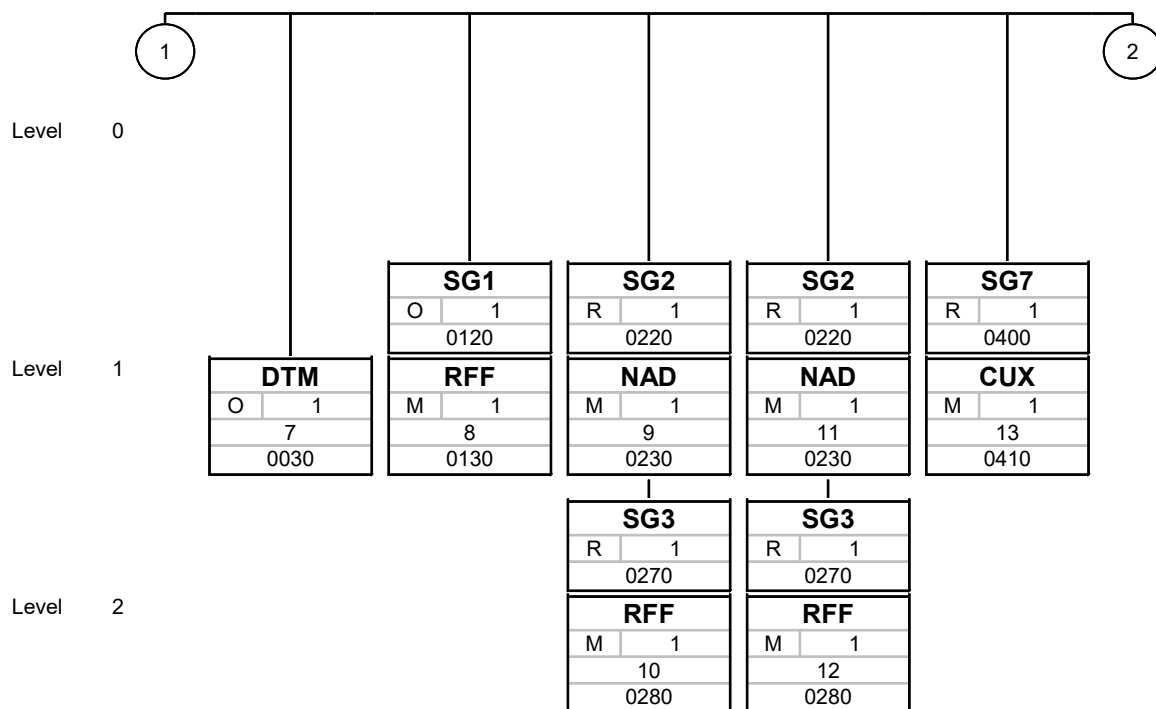 1 2
Level 0
SG1 SG2 SG2 SG7
O 1 R 1 R 1 R 1
0120 0220 0220 0400
Level 1
DTM RFF NAD NAD CUX
O 1 M 1 M 1 M 1 M 1
7 8 9 11 13
0030 0130 0230 0230 0410
SG3 SG3
R 1 R 1
0270 0270
Level 2
RFF RFF
M 1 M 1
10 12
0280 0280